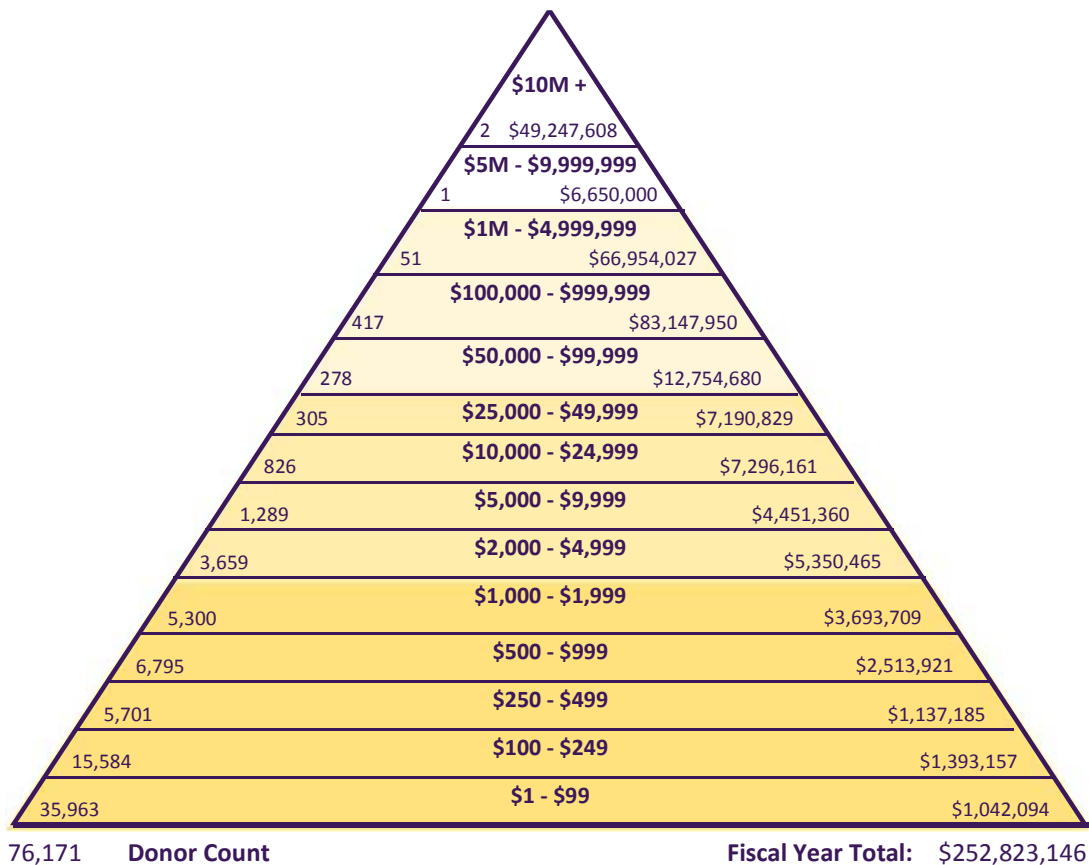 $10M +
2 $49,247,608
$5M - $9,999,999
1 $6,650,000
$1M - $4,999,999
51 $66,954,027
$100,000 - $999,999
417 $83,147,950
$50,000 - $99,999
278 $12,754,680
$25,000 - $49,999
305 $7,190,829
$10,000 - $24,999
826 $7,296,161
$5,000 - $9,999
1,289 $4,451,360
$2,000 - $4,999
3,659 $5,350,465
$1,000 - $1,999
5,300 $3,693,709
$500 - $999
6,795 $2,513,921
$250 - $499
5,701 $1,137,185
$100 - $249
15,584 $1,393,157
$1 - $99
35,963 $1,042,094
76,171 Donor Count Fiscal Year Total: $252,823,146